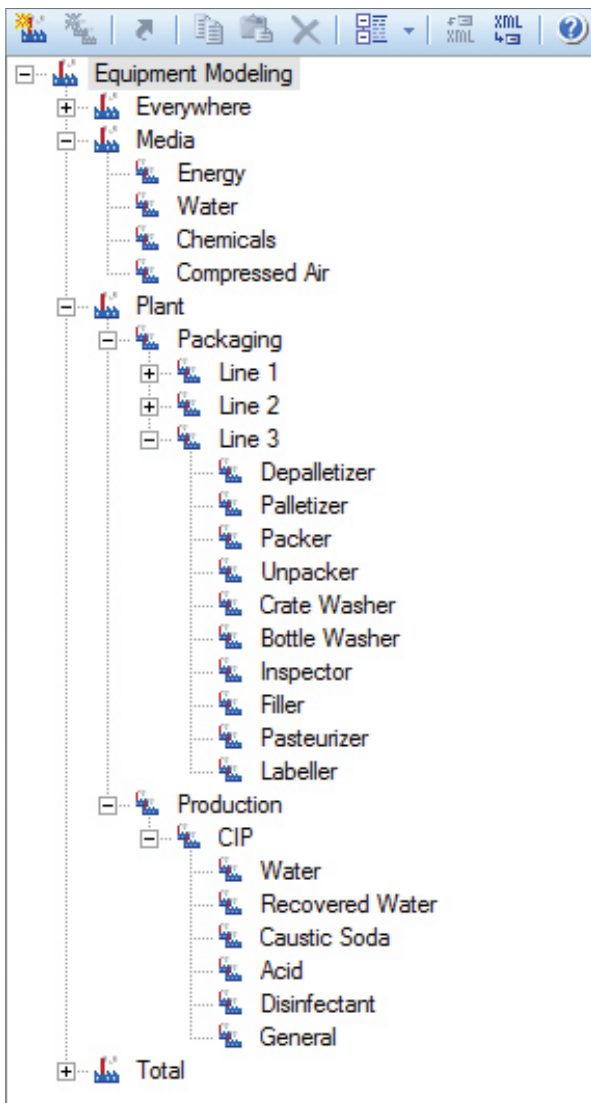 XML XML
Equipment Modeling
Everywhere
Media
Energy
Water
Chemicals
Compressed Air
Plant
Packaging
Line 1
Line 2
Line 3
Depalletizer
Palletizer
Packer
Unpacker
Crate Washer
Bottle Washer
Inspector
Filler
Pasteurizer
Labeller
Production
CIP
Water
Recovered Water
Caustic Soda
Acid
Disinfectant
General
Total